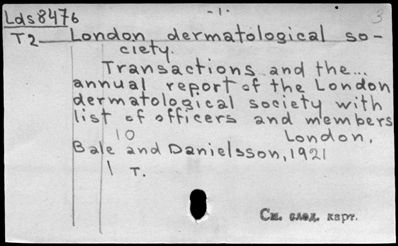 Lds8476
-1-
3
T2 London dermatological so-
ciety.
Transactions and the...
annual report of the London
dermatological society with
list of officers and members
10 London,
Bale and Danielsson, 1921
1 т.
См. след. карт.